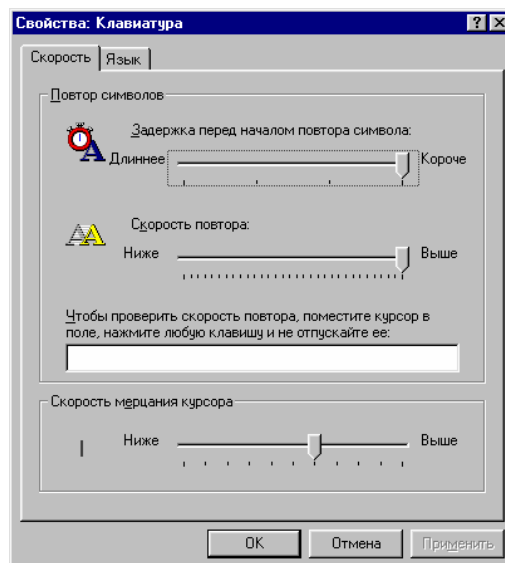 Свойства: Клавиатура
Скорость Язык
Повтор символов
Задержка перед началом повтора символа:
Длиннее Короче
Скорость повтора:
Ниже Выше
Чтобы проверить скорость повтора, поместите курсор в
поле, нажмите любую клавишу и не отпускайте ее:
Скорость мерцания курсора
Ниже Выше
OK Отмена Применить